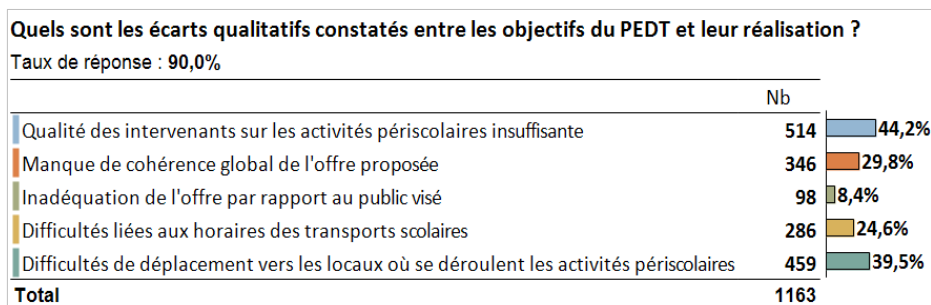 Quels sont les écarts qualitatifs constatés entre les objectifs du PEDT et leur réalisation ?
Taux de réponse : 90,0%
Nb
Qualité des intervenants sur les activités périscolaires insuffisante 514 44,2%
Manque de cohérence global de l'offre proposée 346 29,8%
Inadéquation de l'offre par rapport au public visé 98 8,4%
Difficultés liées aux horaires des transports scolaires 286 24,6%
Difficultés de déplacement vers les locaux où se déroulent les activités périscolaires 459 39,5%
Total 1163